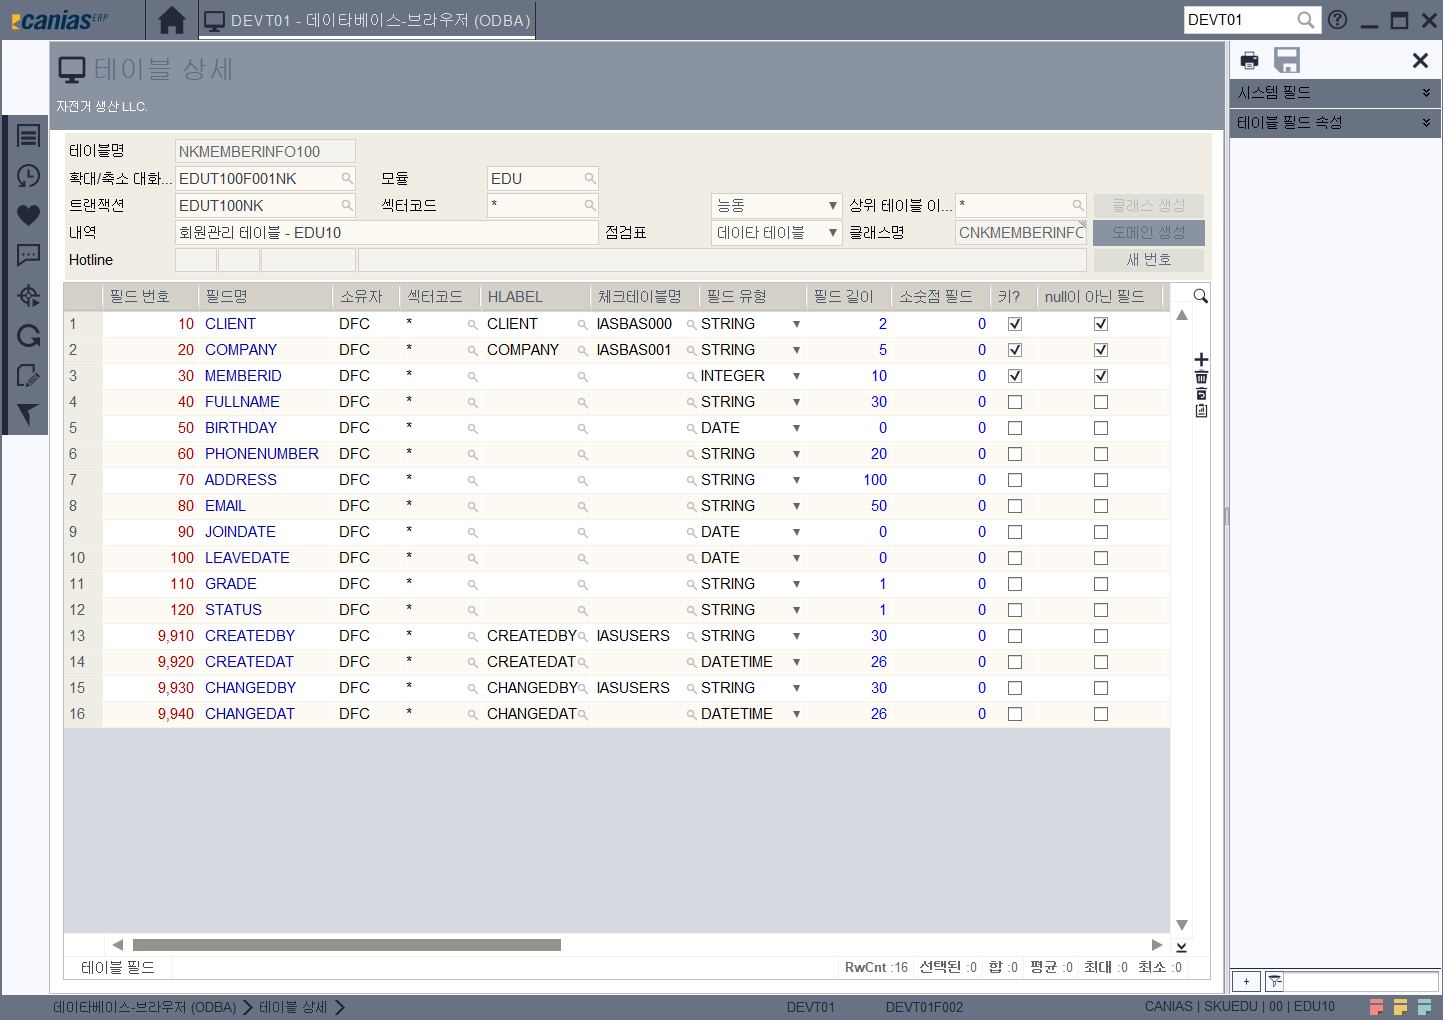 canias ERP
DEVT01 - 데이타베이스-브라우저 (ODBA)
DEVT01
테이블 상세
자전거 생산 LLC.
시스템 필드
테이블 필드 속성
테이블명 NKMEMBERINFO100
확대/축소 대화... EDUT100F001NK 모듈 EDU
트랜잭션 EDUT100NK 섹터코드 * 능동 상위 테이블 이... * 클래스 생성
내역 회원관리 테이블 - EDU10 점검표 데이타 테이블 클래스명 CNKMEMBERINFC 도메인 생성
Hotline 새 번호
필드 번호 필드명 소유자 섹터코드 HLABEL 체크테이블명 필드 유형 필드 길이 소숫점 필드 키? null이 아닌 필드
1 10 CLIENT DFC * CLIENT IASBAS000 STRING 2 0
2 20 COMPANY DFC * COMPANY IASBAS001 STRING 5 0
3 30 MEMBERID DFC * INTEGER 10 0
4 40 FULLNAME DFC * STRING 30 0
5 50 BIRTHDAY DFC * DATE 0 0
6 60 PHONENUMBER DFC * STRING 20 0
7 70 ADDRESS DFC * STRING 100 0
8 80 EMAIL DFC * STRING 50 0
9 90 JOINDATE DFC * DATE 0 0
10 100 LEAVEDATE DFC * DATE 0 0
11 110 GRADE DFC * STRING 1 0
12 120 STATUS DFC * STRING 1 0
13 9,910 CREATEDBY DFC * CREATEDBY IASUSERS STRING 30 0
14 9,920 CREATEDAT DFC * CREATEDAT DATETIME 26 0
15 9,930 CHANGEDBY DFC * CHANGEDBY IASUSERS STRING 30 0
16 9,940 CHANGEDAT DFC * CHANGEDAT DATETIME 26 0
테이블 필드 RwCnt :16 선택된 :0 합 :0 평균 :0 최대 :0 최소 :0
데이타베이스-브라우저 (ODBA) 테이블 상세 DEVT01 DEVT01F002 CANIAS | SKUEDU | 00 | EDU10